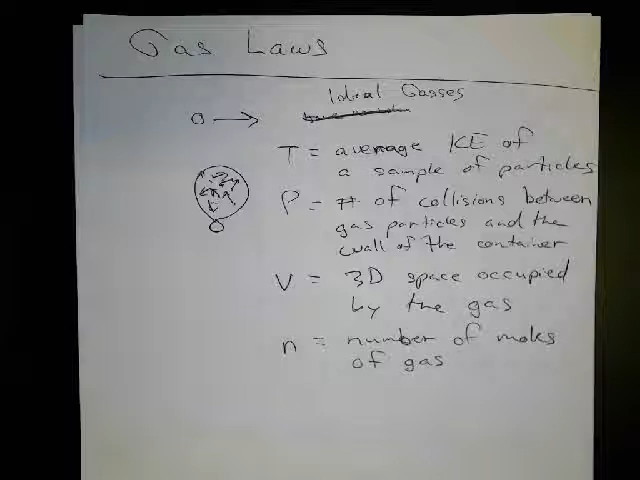 Gas Laws
Ideal Gasses
T = average KE of
a sample of particles
P = # of collisions between
gas particles and the
wall of the container
V = 3D space occupied
by the gas
n = number of moles
of gas